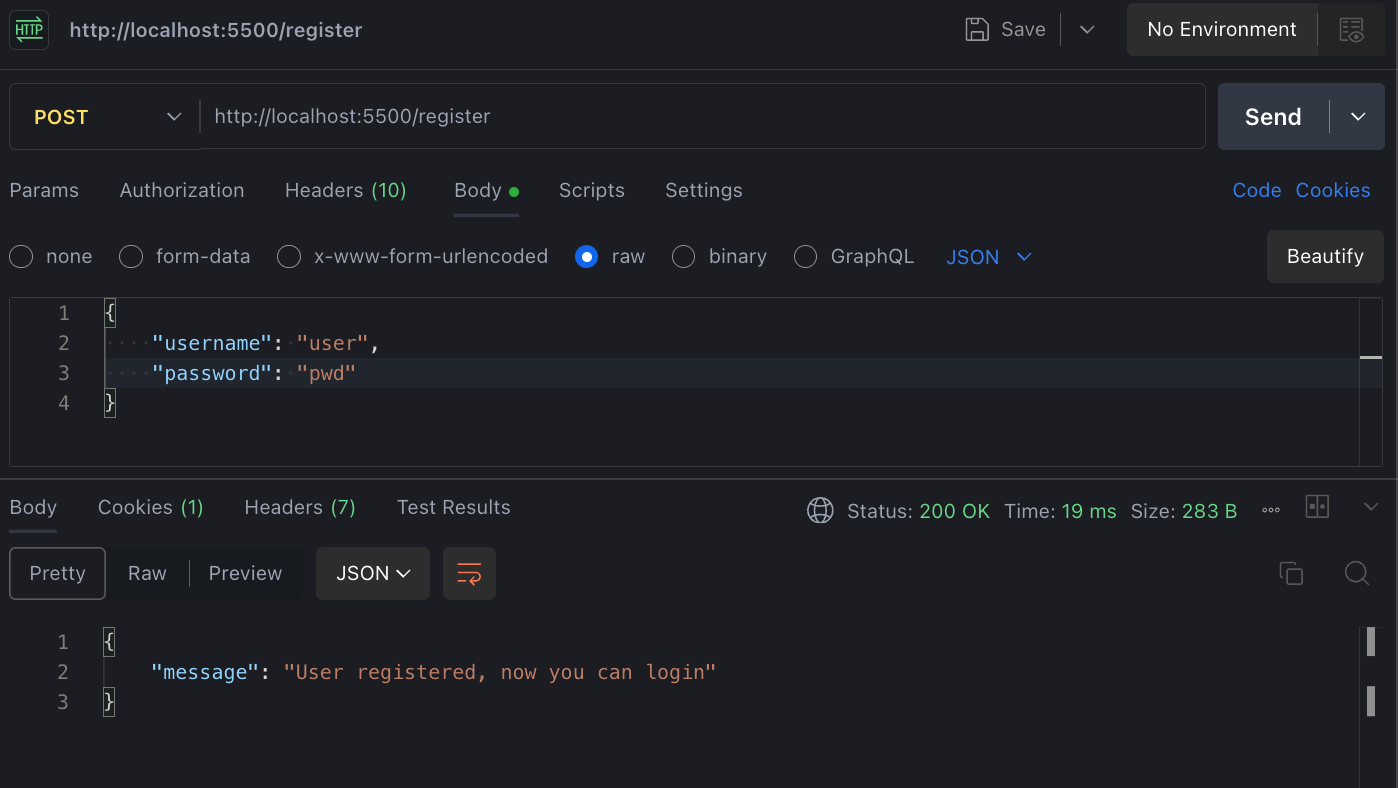 HTTP http://localhost:5500/register Save No Environment
POST http://localhost:5500/register Send
Params Authorization Headers (10) Body Scripts Settings Code Cookies
none form-data x-www-form-urlencoded raw binary GraphQL JSON Beautify
1 {
2 "username": "user",
3 "password": "pwd"
4 }
Body Cookies (1) Headers (7) Test Results Status: 200 OK Time: 19 ms Size: 283 B
Pretty Raw Preview JSON
1 {
2 "message": "User registered, now you can login"
3 }